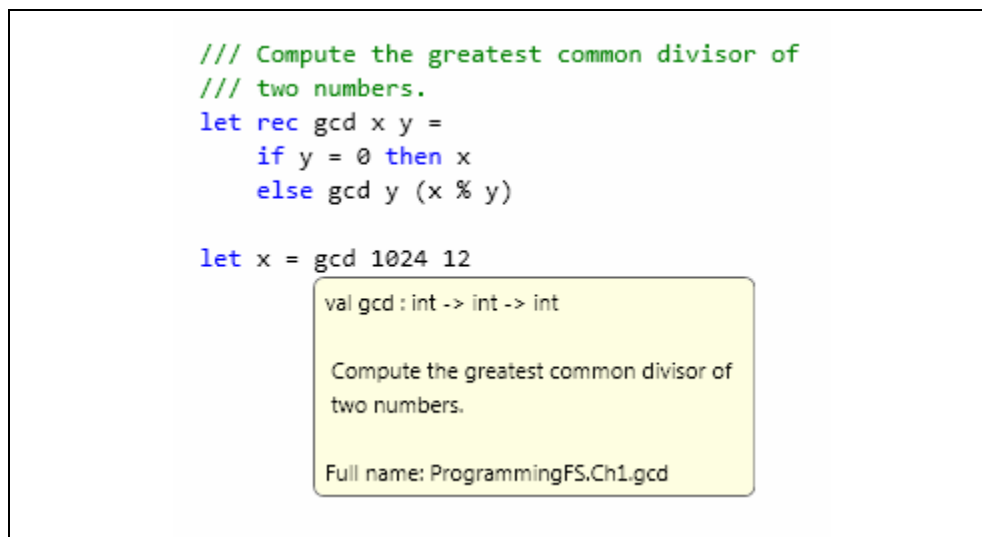 /// Compute the greatest common divisor of
/// two numbers.
let rec gcd x y =
    if y = 0 then x
    else gcd y (x % y)
let x = gcd 1024 12
val gcd : int -> int -> int
Compute the greatest common divisor of
two numbers.
Full name: ProgrammingFS.Ch1.gcd